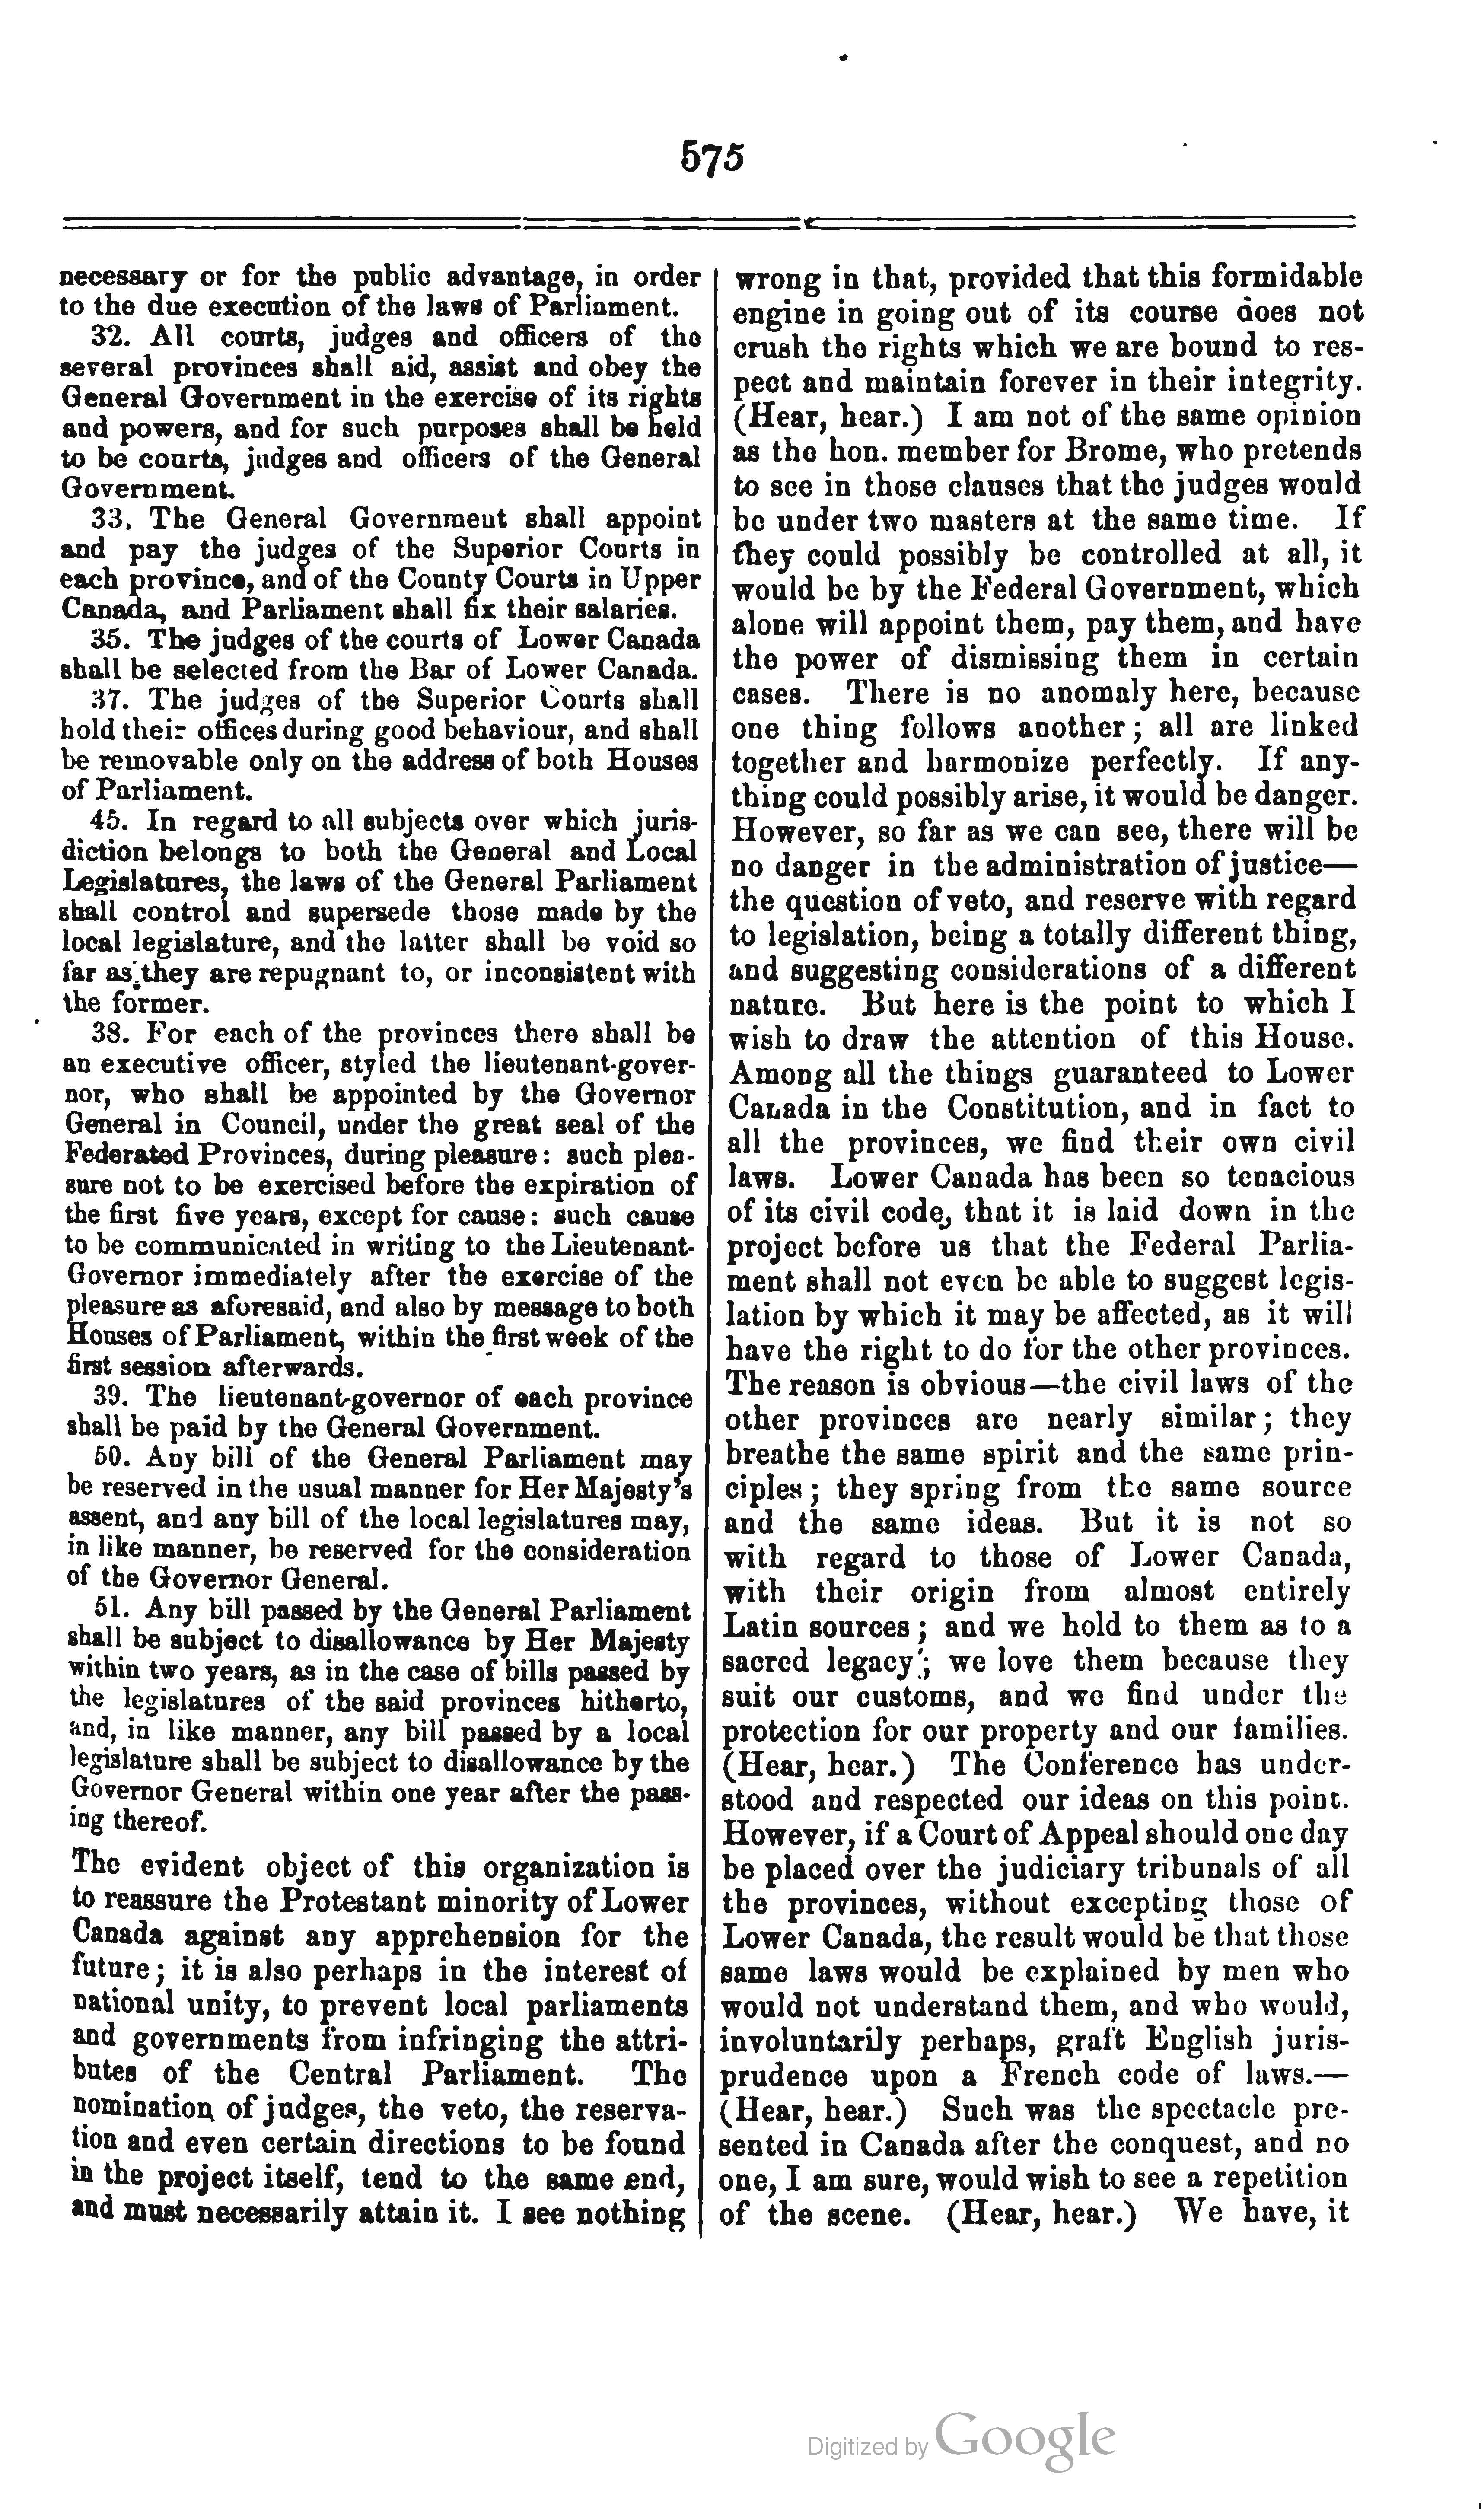 575
necessary or for the public advantage, in order
to the due execution of the laws of Parliament.
32. All courts, judges and officers of the
several provinces shall aid, assist and obey the
General Government in the exercise of its rights
and powers, and for such purposes shall be held
to be courts, judges and officers of the General
Government.
33. The General Government shall appoint
and pay the judges of the Superior Courts in
each province, and of the County Courts in Upper
Canada, and Parliament shall fix their salaries.
35. The judges of the courts of Lower Canada
shall be selected from the Bar of Lower Canada.
37. The judges of the Superior Courts shall
hold their offices during good behaviour, and shall
be removable only on the address of both Houses
of Parliament.
45. In regard to all subjects over which juris-
diction belongs to both the General and Local
Legislatures, the laws of the General Parliament
shall control and supersede those made by the
local legislature, and the latter shall be void so
far as they are repugnant to, or inconsistent with
the former.
38. For each of the provinces there shall be
an executive officer, styled the lieutenant-gover-
nor, who shall be appointed by the Governor
General in Council, under the great seal of the
Federated Provinces, during pleasure: such plea-
sure not to be exercised before the expiration of
the first five years, except for cause: such cause
to be communicated in writing to the Lieutenant-
Governor immediately after the exercise of the
pleasure as aforesaid, and also by message to both
Houses of Parliament, within the first week of the
first session afterwards.
39. The lieutenant-governor of each province
shall be paid by the General Government.
50. Any bill of the General Parliament may
be reserved in the usual manner for Her Majesty's
assent, and any bill of the local legislatures may,
in like manner, be reserved for the consideration
of the Governor General.
51. Any bill passed by the General Parliament
shall be subject to disallowance by Her Majesty
within two years, as in the case of bills passed by
the legislatures of the said provinces hitherto,
and, in like manner, any bill passed by a local
legislature shall be subject to disallowance by the
Governor General within one year after the pass-
ing thereof.
The evident object of this organization is
to reassure the Protestant minority of Lower
Canada against any apprehension for the
future; it is also perhaps in the interest of
national unity, to prevent local parliaments
and governments from infringing the attri-
butes of the Central Parliament. The
nomination of judges, the veto, the reserva-
tion and even certain directions to be found
in the project itself, tend to the same end,
and must necessarily attain it. I see nothing
wrong in that, provided that this formidable
engine in going out of its course does not
crush the rights which we are bound to res-
pect and maintain forever in their integrity.
(Hear, hear.) I am not of the same opinion
as the hon. member for Brome, who pretends
to see in those clauses that the judges would
be under two masters at the same time. If
they could possibly be controlled at all, it
would be by the Federal Government, which
alone will appoint them, pay them, and have
the power of dismissing them in certain
cases. There is no anomaly here, because
one thing follows another; all are linked
together and harmonize perfectly. If any-
thing could possibly arise, it would be danger.
However, so far as we can see, there will be
no danger in the administration of justice—
the question of veto, and reserve with regard
to legislation, being a totally different thing,
and suggesting considerations of a different
nature. But here is the point to which I
wish to draw the attention of this House.
Among all the things guaranteed to Lower
Canada in the Constitution, and in fact to
all the provinces, we find their own civil
laws. Lower Canada has been so tenacious
of its civil code, that it is laid down in the
project before us that the Federal Parlia-
ment shall not even be able to suggest legis-
lation by which it may be affected, as it will
have the right to do for the other provinces.
The reason is obvious—the civil laws of the
other provinces are nearly similar; they
breathe the same spirit and the same prin-
ciples; they spring from the same source
and the same ideas. But it is not so
with regard to those of Lower Canada,
with their origin from almost entirely
Latin sources; and we hold to them as to a
sacred legacy; we love them because they
suit our customs, and we find under the
protection for our property and our families.
(Hear, hear.) The Conference has under-
stood and respected our ideas on this point.
However, if a Court of Appeal should one day
be placed over the judiciary tribunals of all
the provinces, without excepting those of
Lower Canada, the result would be that those
same laws would be explained by men who
would not understand them, and who would,
involuntarily perhaps, graft English juris-
prudence upon a French code of laws.—
(Hear, hear.) Such was the spectacle pre-
sented in Canada after the conquest, and no
one, I am sure, would wish to see a repetition
of the scene. (Hear, hear.) We have, it
Digitized by Google